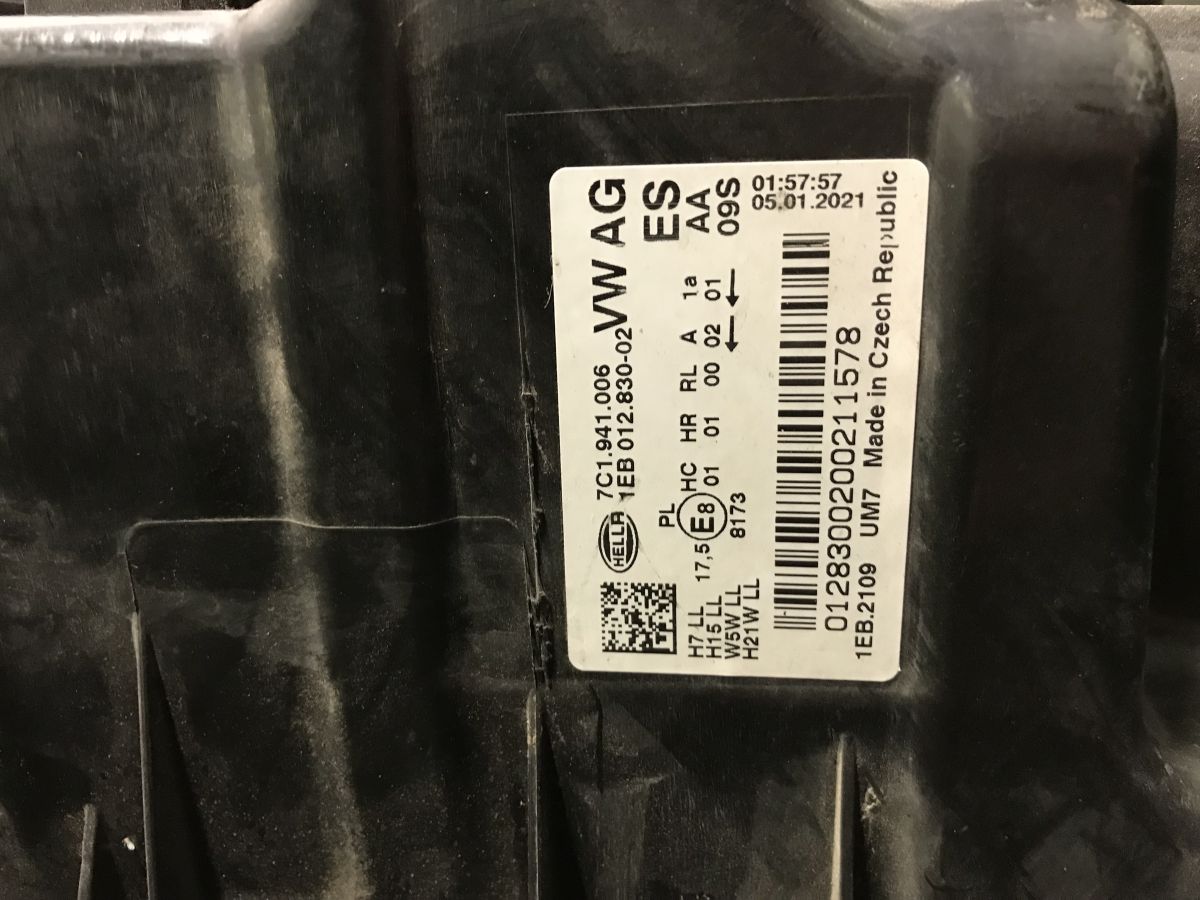 HELLA
7C1.941.006
1EB 012.830-02
VW AG
ES
PL
17,5 E8 HC HR RL A 1a AA
01 01 00 02 01 09S
8173 ← ←
H7 LL
H15 LL
W5W LL
H21W LL
01:57:57
05.01.2021
0128300200211578
1EB.2109 UM7 Made in Czech Republic